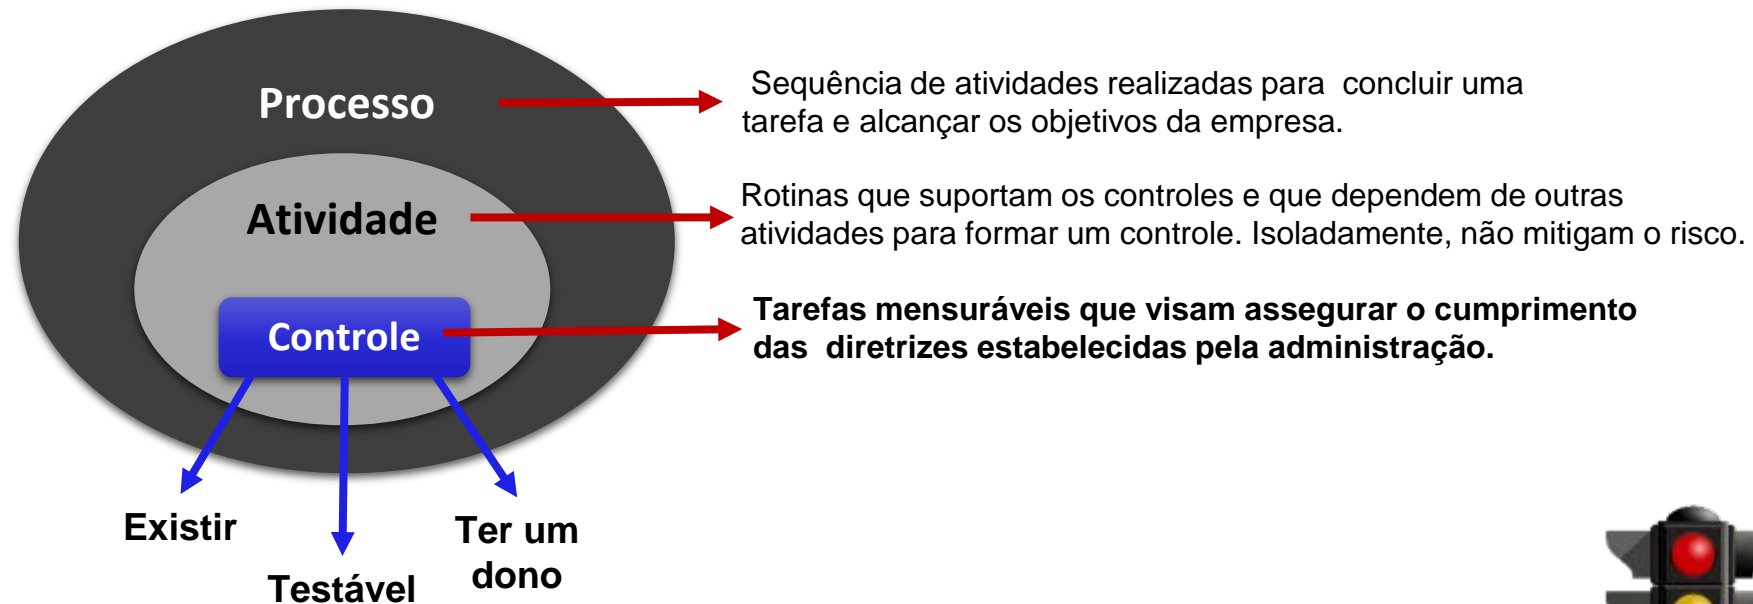 Processo
Sequência de atividades realizadas para concluir uma
tarefa e alcançar os objetivos da empresa.
Atividade
Rotinas que suportam os controles e que dependem de outras
atividades para formar um controle. Isoladamente, não mitigam o risco.
Controle
Tarefas mensuráveis que visam assegurar o cumprimento
das diretrizes estabelecidas pela administração.
Existir
Testável
Ter um
dono